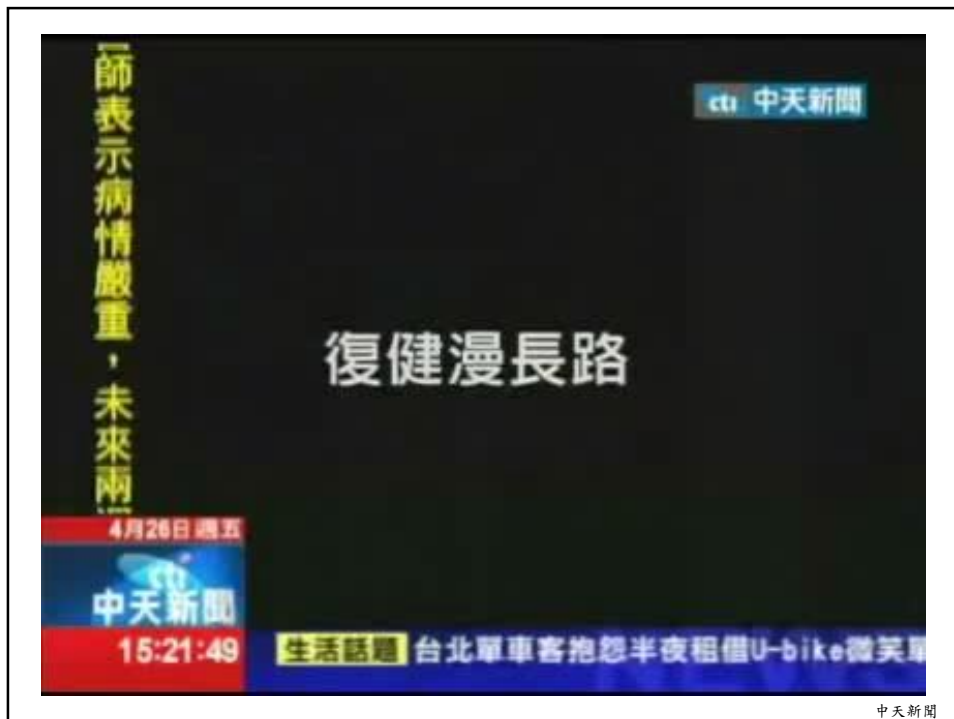 師表示病情嚴重，未來兩
cti 中天新聞
復健漫長路
4月26日 週五
cti
中天新聞
15:21:49
生活話題 台北單車客抱怨半夜租借U-bike微笑單
NEWS
中天新聞